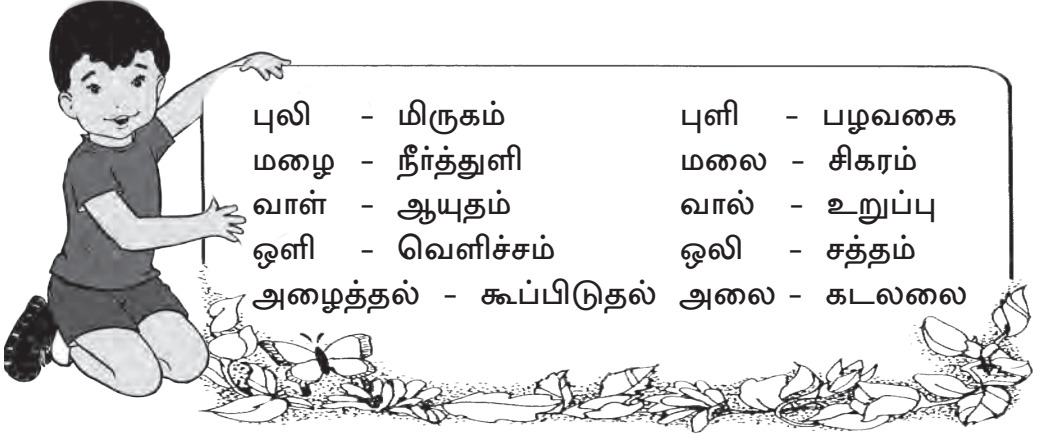 புலி - மிருகம் புளி - பழவகை
மழை - நீர்த்துளி மலை - சிகரம்
வாள் - ஆயுதம் வால் - உறுப்பு
ஒளி - வெளிச்சம் ஒலி - சத்தம்
அழைத்தல் - கூப்பிடுதல் அலை - கடலலை